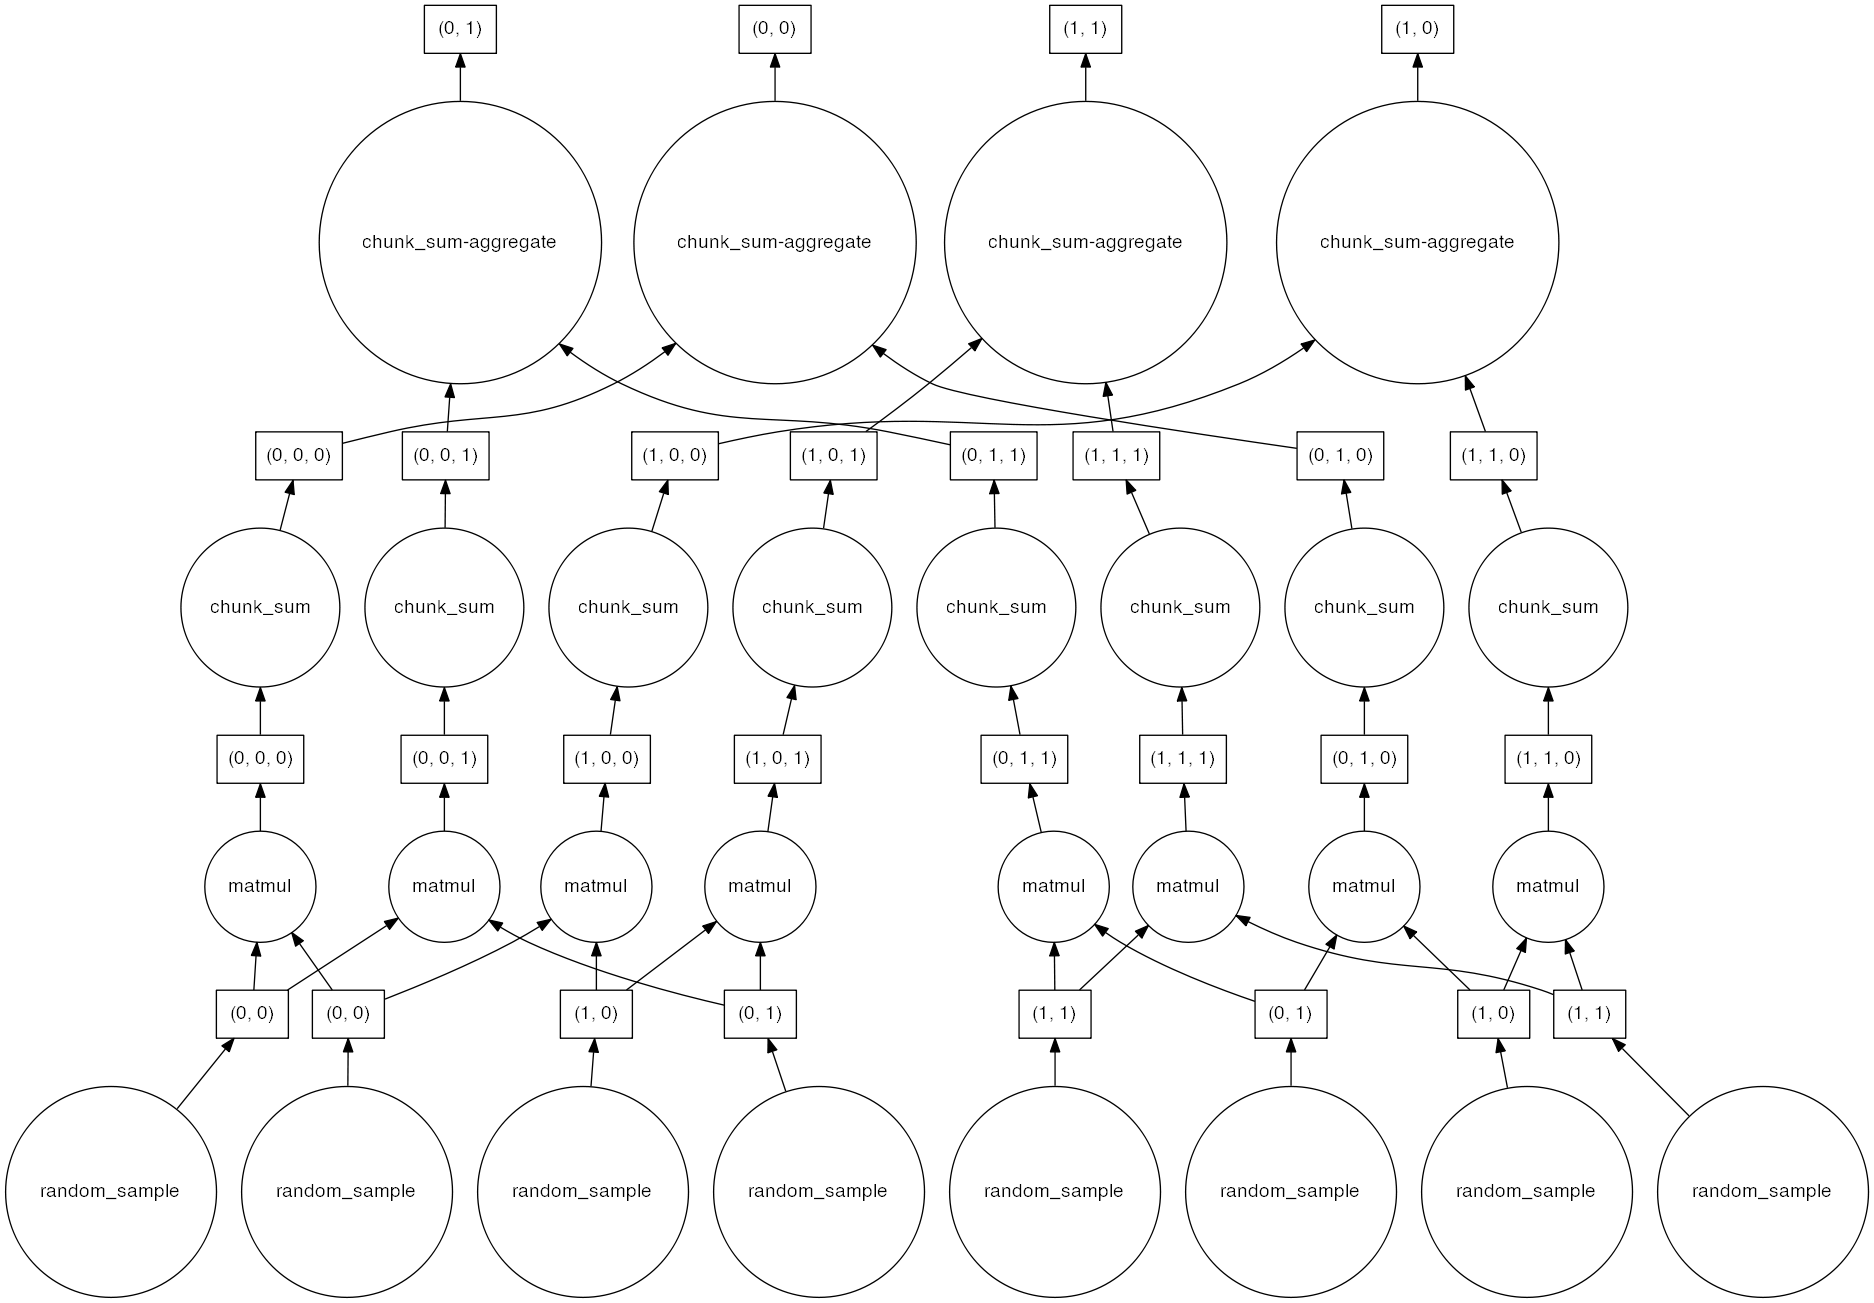 (0, 1) (0, 0) (1, 1) (1, 0)
chunk_sum-aggregate chunk_sum-aggregate chunk_sum-aggregate chunk_sum-aggregate
(0, 0, 0) (0, 0, 1) (1, 0, 0) (1, 0, 1) (0, 1, 1) (1, 1, 1) (0, 1, 0) (1, 1, 0)
chunk_sum chunk_sum chunk_sum chunk_sum chunk_sum chunk_sum chunk_sum chunk_sum
(0, 0, 0) (0, 0, 1) (1, 0, 0) (1, 0, 1) (0, 1, 1) (1, 1, 1) (0, 1, 0) (1, 1, 0)
matmul matmul matmul matmul matmul matmul matmul matmul
(0, 0) (0, 0) (1, 0) (0, 1) (1, 1) (0, 1) (1, 0) (1, 1)
random_sample random_sample random_sample random_sample random_sample random_sample random_sample random_sample